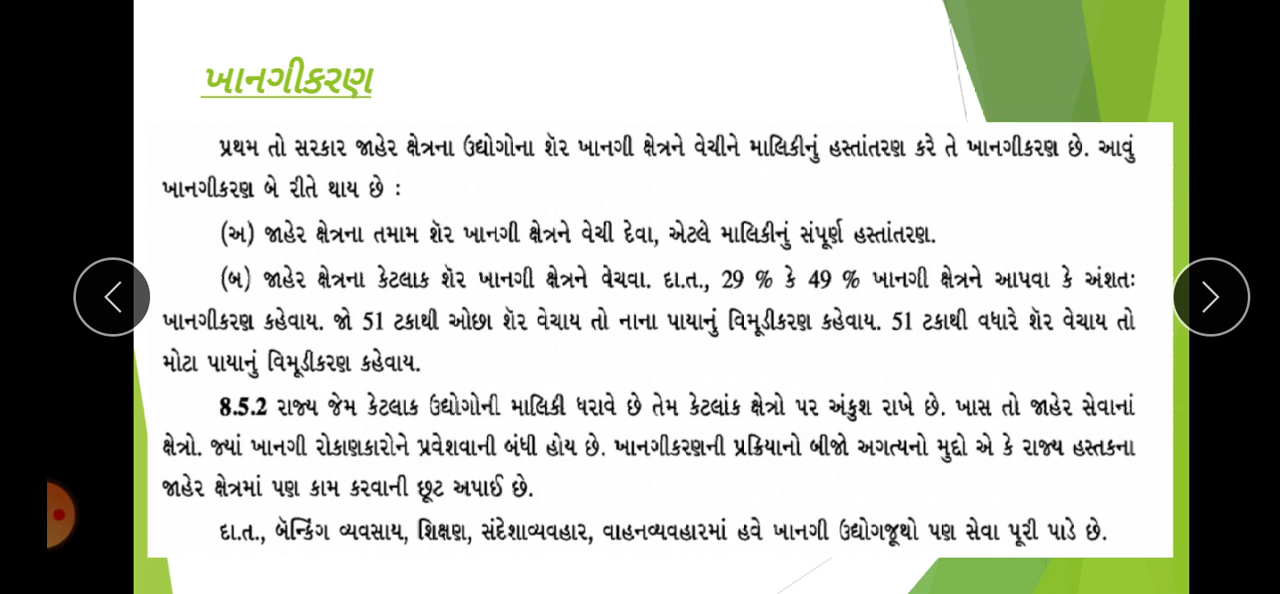 ખાનગીકરણ
પ્રથમ તો સરકાર જાહેર ક્ષેત્રના ઉદ્યોગોના શૅર ખાનગી ક્ષેત્રને વેચીને માલિકીનું હસ્તાંતરણ કરે તે ખાનગીકરણ છે. આવું
ખાનગીકરણ બે રીતે થાય છે :
(અ) જાહેર ક્ષેત્રના તમામ શૅર ખાનગી ક્ષેત્રને વેચી દેવા, એટલે માલિકીનું સંપૂર્ણ હસ્તાંતરણ.
(બ) જાહેર ક્ષેત્રના કેટલાક શૅર ખાનગી ક્ષેત્રને વેચવા. દા.ત., 29 % કે 49 % ખાનગી ક્ષેત્રને આપવા કે અંશતઃ
ખાનગીકરણ કહેવાય. જો 51 ટકાથી ઓછા શૅર વેચાય તો નાના પાયાનું વિમૂડીકરણ કહેવાય. 51 ટકાથી વધારે શૅર વેચાય તો
મોટા પાયાનું વિમૂડીકરણ કહેવાય.
8.5.2 રાજ્ય જેમ કેટલાક ઉદ્યોગોની માલિકી ધરાવે છે તેમ કેટલાંક ક્ષેત્રો પર અંકુશ રાખે છે. ખાસ તો જાહેર સેવાનાં
ક્ષેત્રો. જ્યાં ખાનગી રોકાણકારોને પ્રવેશવાની બંધી હોય છે. ખાનગીકરણની પ્રક્રિયાનો બીજો અગત્યનો મુદ્દો એ કે રાજ્ય હસ્તકના
જાહેર ક્ષેત્રમાં પણ કામ કરવાની છૂટ અપાઈ છે.
દા.ત., બૅન્કિંગ વ્યવસાય, શિક્ષણ, સંદેશાવ્યવહાર, વાહનવ્યવહારમાં હવે ખાનગી ઉદ્યોગજૂથો પણ સેવા પૂરી પાડે છે.